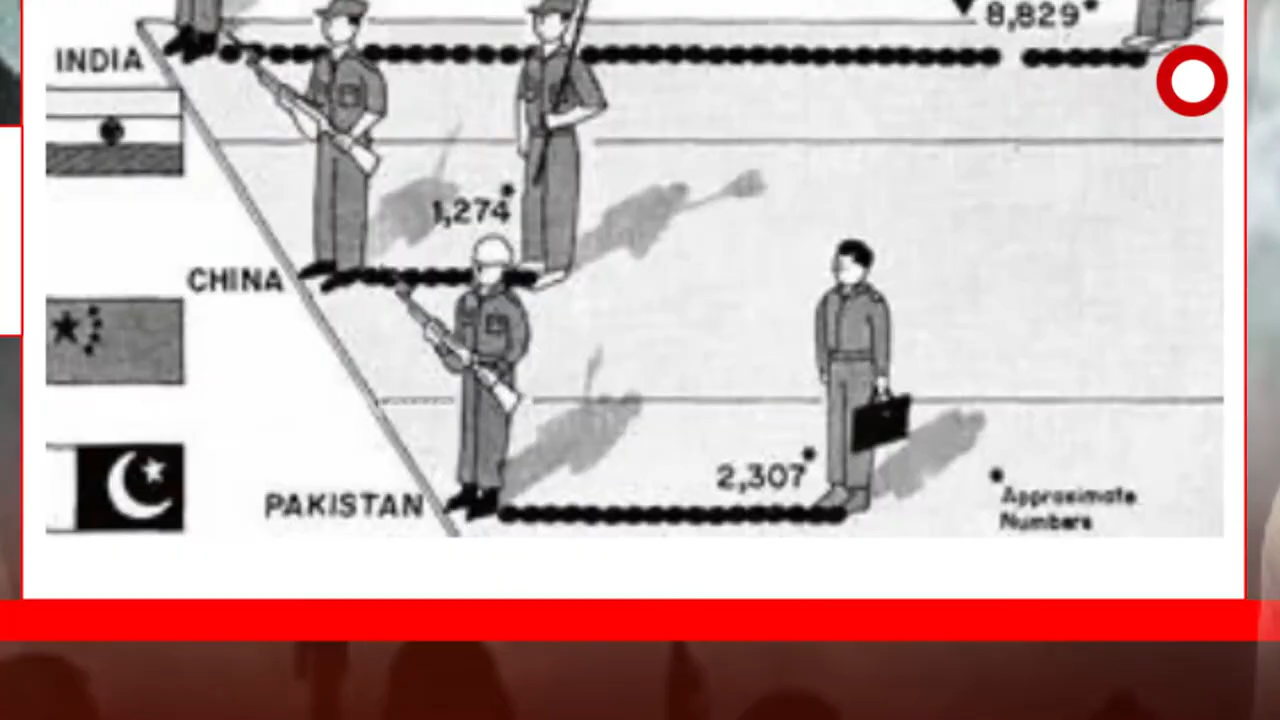 8,829*
INDIA
1,274*
CHINA
2,307*
PAKISTAN
* Approximate
Numbers